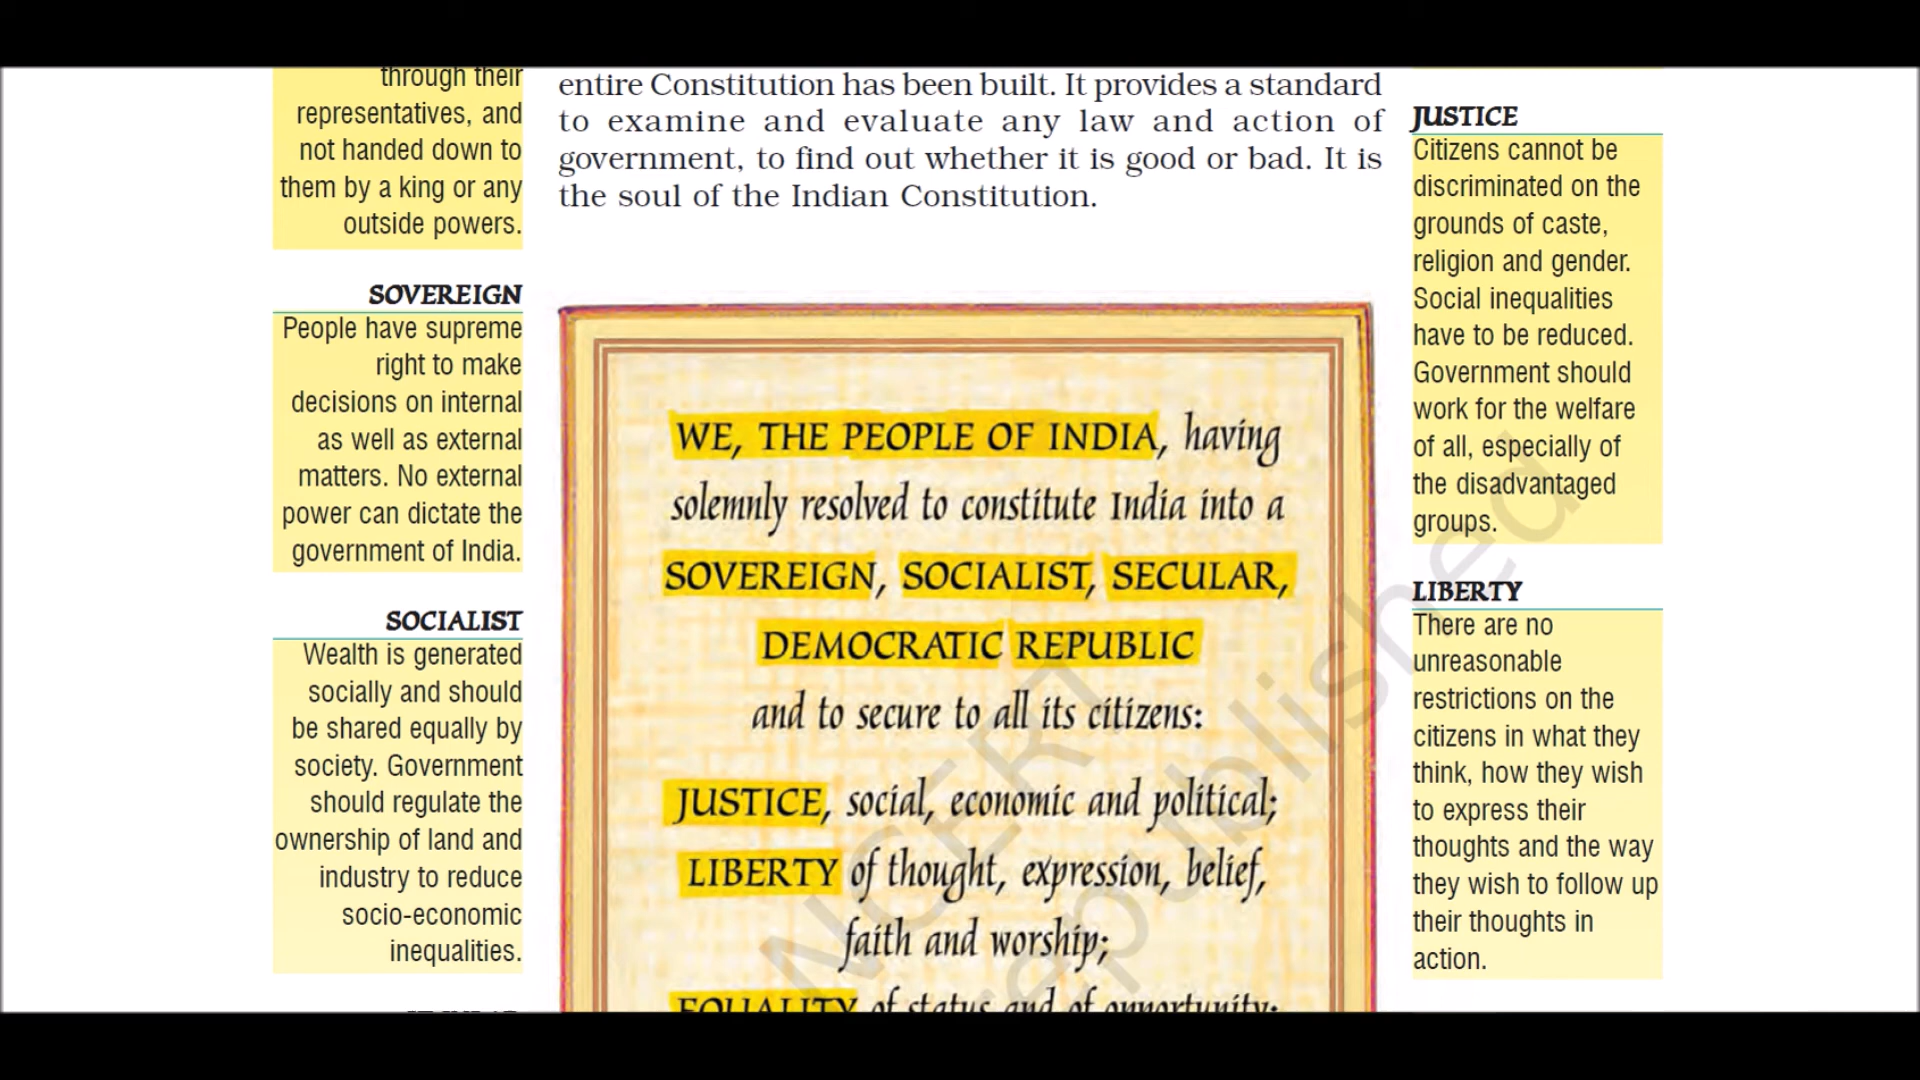 through their
representatives, and
not handed down to
them by a king or any
outside powers.
SOVEREIGN
People have supreme
right to make
decisions on internal
as well as external
matters. No external
power can dictate the
government of India.
SOCIALIST
Wealth is generated
socially and should
be shared equally by
society. Government
should regulate the
ownership of land and
industry to reduce
socio-economic
inequalities.
entire Constitution has been built. It provides a standard
to examine and evaluate any law and action of
government, to find out whether it is good or bad. It is
the soul of the Indian Constitution.
WE, THE PEOPLE OF INDIA, having
solemnly resolved to constitute India into a
SOVEREIGN, SOCIALIST, SECULAR,
DEMOCRATIC REPUBLIC
and to secure to all its citizens:
JUSTICE, social, economic and political;
LIBERTY of thought, expression, belief,
faith and worship;
EQUALITY of status and of opportunity;
JUSTICE
Citizens cannot be
discriminated on the
grounds of caste,
religion and gender.
Social inequalities
have to be reduced.
Government should
work for the welfare
of all, especially of
the disadvantaged
groups.
LIBERTY
There are no
unreasonable
restrictions on the
citizens in what they
think, how they wish
to express their
thoughts and the way
they wish to follow up
their thoughts in
action.
NCERT
republished